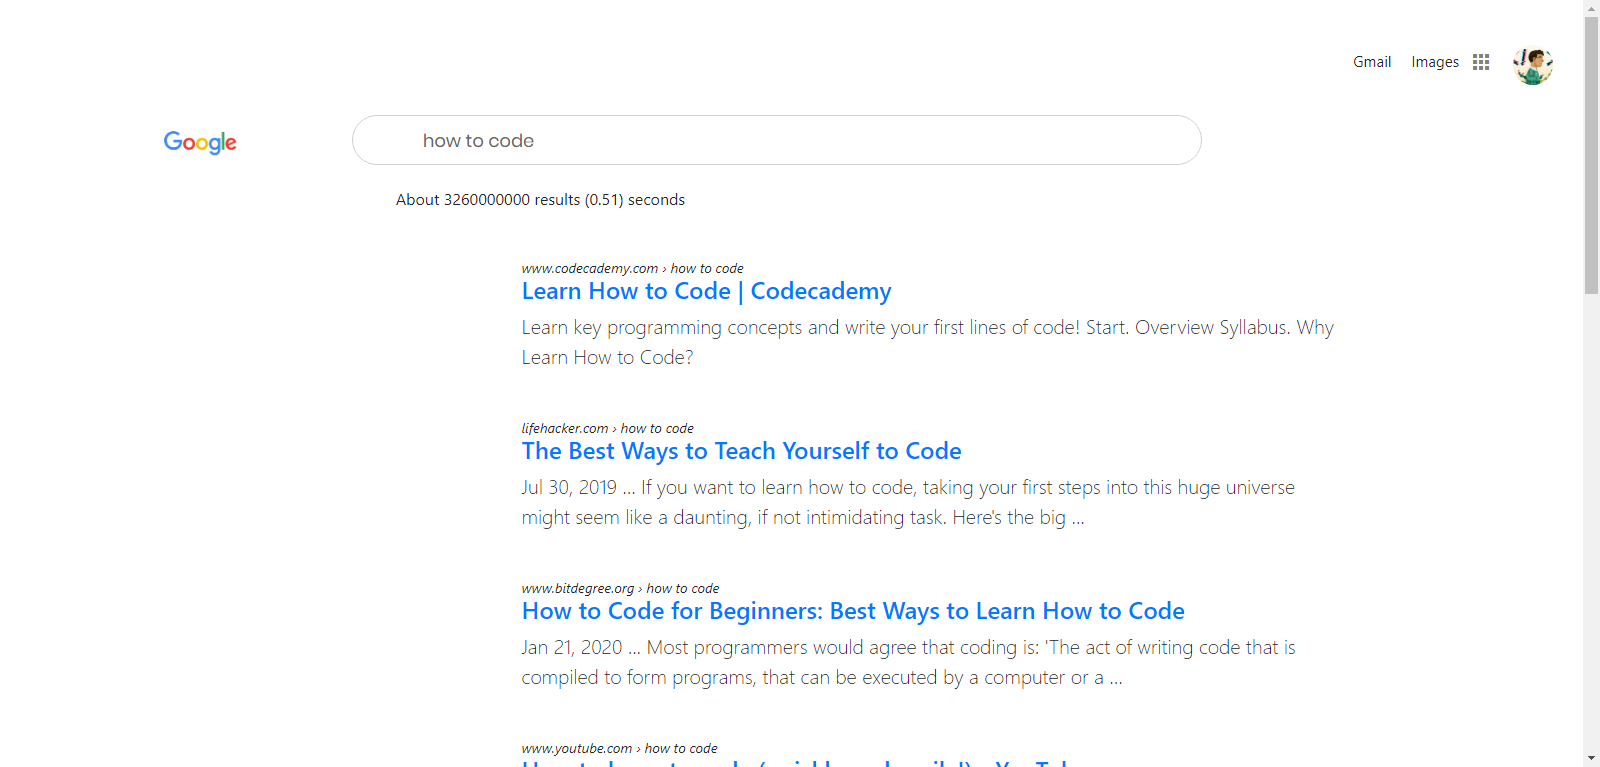 Gmail Images
Google
how to code
About 3260000000 results (0.51) seconds
www.codecademy.com › how to code
Learn How to Code | Codecademy
Learn key programming concepts and write your first lines of code! Start. Overview Syllabus. Why
Learn How to Code?
lifehacker.com › how to code
The Best Ways to Teach Yourself to Code
Jul 30, 2019 ... If you want to learn how to code, taking your first steps into this huge universe
might seem like a daunting, if not intimidating task. Here's the big ...
www.bitdegree.org › how to code
How to Code for Beginners: Best Ways to Learn How to Code
Jan 21, 2020 ... Most programmers would agree that coding is: 'The act of writing code that is
compiled to form programs, that can be executed by a computer or a ...
www.youtube.com › how to code